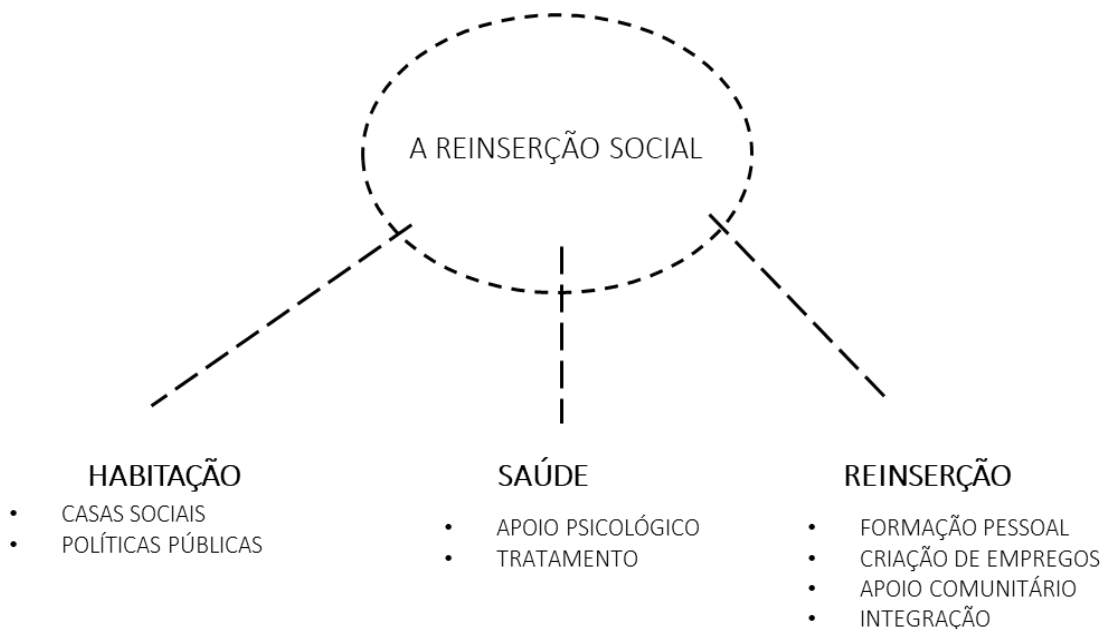 A REINSERÇÃO SOCIAL
HABITAÇÃO
• CASAS SOCIAIS
• POLÍTICAS PÚBLICAS
SAÚDE
• APOIO PSICOLÓGICO
• TRATAMENTO
REINSERÇÃO
• FORMAÇÃO PESSOAL
• CRIAÇÃO DE EMPREGOS
• APOIO COMUNITÁRIO
• INTEGRAÇÃO